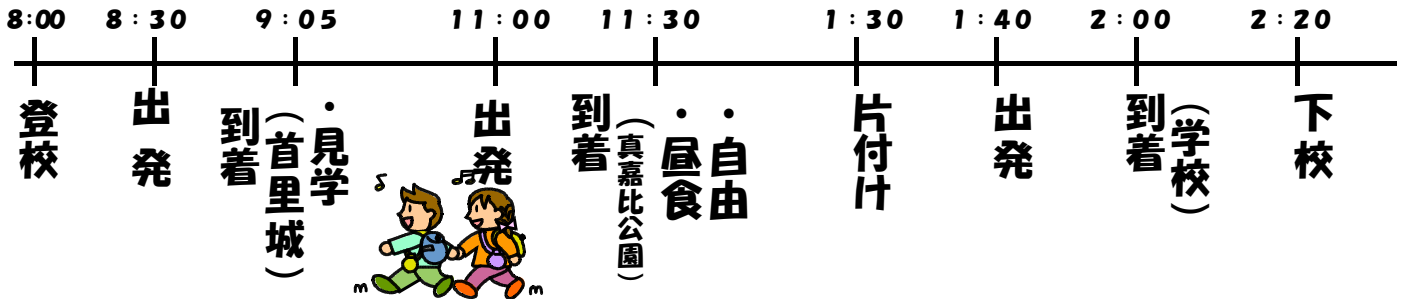 8:00 8:30 9:05 11:00 11:30 1:30 1:40 2:00 2:20
登校
出発
到着
（首里城）
・見学
出発
到着
（真嘉比公園）
・昼食
・自由
片付け
出発
到着
（学校）
下校